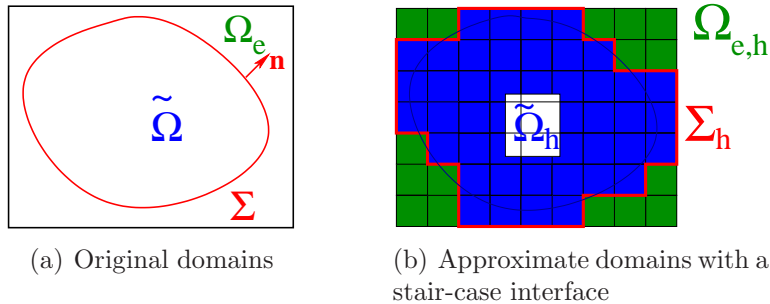 Ωₑ
n
Ω̃
Σ
Ωₑ,ₕ
Ω̃ₕ
Σₕ
(a) Original domains
(b) Approximate domains with a
stair-case interface